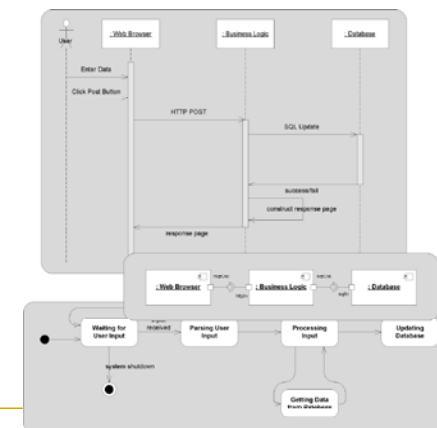 User
: Web Browser
: Business Logic
: Database
Enter Data
Click Post Button
HTTP POST
SQL Update
success/fail
construct response page
response page
: Web Browser
: Business Logic
: Database
Waiting for
User Input
received
Parsing User
Input
Processing
Input
Updating
Database
system shutdown
Getting Data
from Database